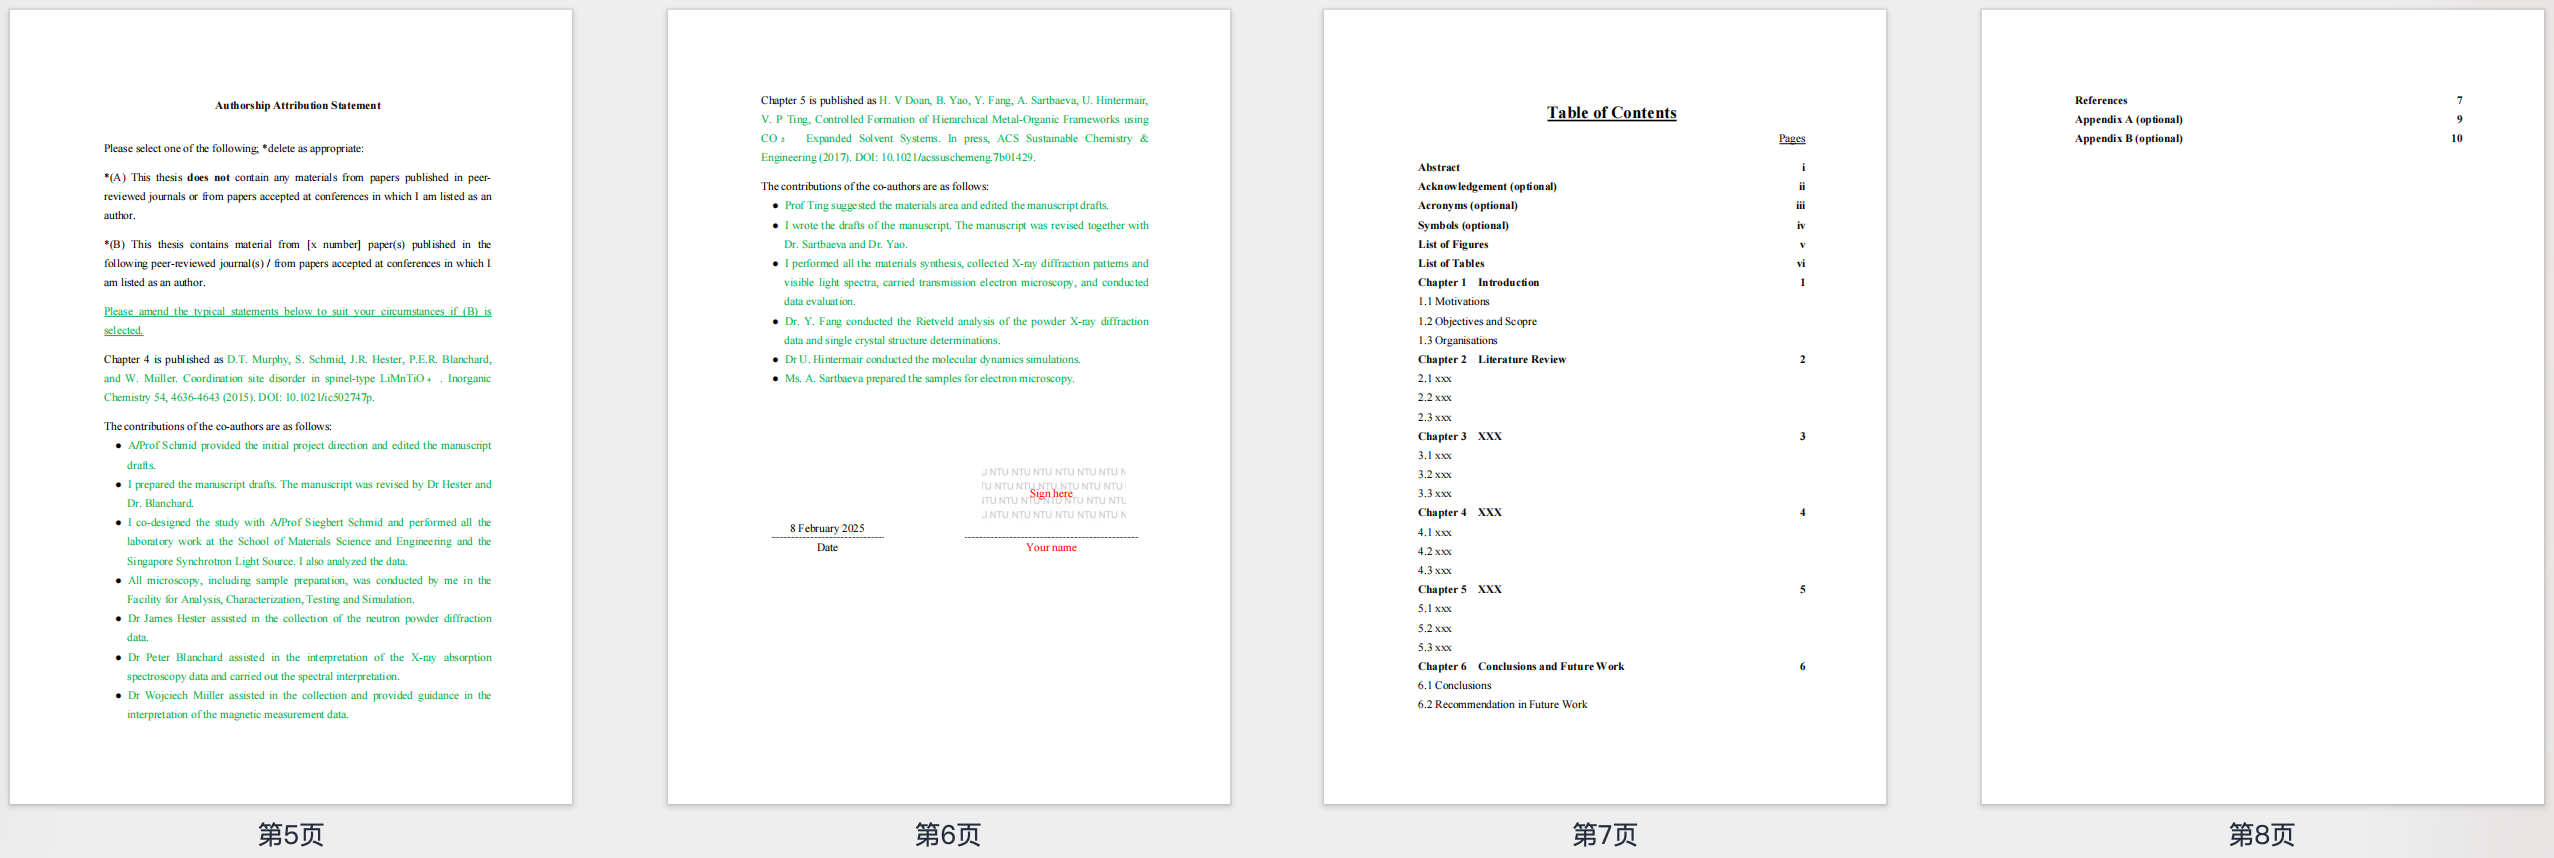 Authorship Attribution Statement
Please select one of the following; *delete as appropriate:
*(A) This thesis does not contain any materials from papers published in peer-
reviewed journals or from papers accepted at conferences in which I am listed as an
author.
*(B) This thesis contains material from [x number] paper(s) published in the
following peer-reviewed journal(s) / from papers accepted at conferences in which I
am listed as an author.
Please amend the typical statements below to suit your circumstances if (B) is
selected.
Chapter 4 is published as D.T. Murphy, S. Schmid, J.R. Hester, P.E.R. Blanchard,
and W. Miiller. Coordination site disorder in spinel-type LiMnTiO 4 . Inorganic
Chemistry 54, 4636-4643 (2015). DOI: 10.1021/ic502747p.
The contributions of the co-authors are as follows:
● A/Prof Schmid provided the initial project direction and edited the manuscript
drafts.
● I prepared the manuscript drafts. The manuscript was revised by Dr Hester and
Dr. Blanchard.
● I co-designed the study with A/Prof Siegbert Schmid and performed all the
laboratory work at the School of Materials Science and Engineering and the
Singapore Synchrotron Light Source. I also analyzed the data.
● All microscopy, including sample preparation, was conducted by me in the
Facility for Analysis, Characterization, Testing and Simulation.
● Dr James Hester assisted in the collection of the neutron powder diffraction
data.
● Dr Peter Blanchard assisted in the interpretation of the X-ray absorption
spectroscopy data and carried out the spectral interpretation.
● Dr Wojciech Miiller assisted in the collection and provided guidance in the
interpretation of the magnetic measurement data.
第5页
Chapter 5 is published as H. V Doan, B. Yao, Y. Fang, A. Sartbaeva, U. Hintermair,
V. P Ting, Controlled Formation of Hierarchical Metal-Organic Frameworks using
CO 2 Expanded Solvent Systems. In press, ACS Sustainable Chemistry &
Engineering (2017). DOI: 10.1021/acssuschemeng.7b01429.
The contributions of the co-authors are as follows:
● Prof Ting suggested the materials area and edited the manuscript drafts.
● I wrote the drafts of the manuscript. The manuscript was revised together with
Dr. Sartbaeva and Dr. Yao.
● I performed all the materials synthesis, collected X-ray diffraction patterns and
visible light spectra, carried transmission electron microscopy, and conducted
data evaluation.
● Dr. Y. Fang conducted the Rietveld analysis of the powder X-ray diffraction
data and single crystal structure determinations.
● Dr U. Hintermair conducted the molecular dynamics simulations.
● Ms. A. Sartbaeva prepared the samples for electron microscopy.
U NTU NTU NTU NTU NTU NTU N
TU NTU NTU NTU NTU NTU NTU
Sign here
NTU NTU NTU NTU NTU NTU NTU
U NTU NTU NTU NTU NTU NTU N
8 February 2025
Date
Your name
第6页
Table of Contents
Pages
Abstract i
Acknowledgement (optional) ii
Acronyms (optional) iii
Symbols (optional) iv
List of Figures v
List of Tables vi
Chapter 1 Introduction 1
1.1 Motivations
1.2 Objectives and Scopre
1.3 Organisations
Chapter 2 Literature Review 2
2.1 xxx
2.2 xxx
2.3 xxx
Chapter 3 XXX 3
3.1 xxx
3.2 xxx
3.3 xxx
Chapter 4 XXX 4
4.1 xxx
4.2 xxx
4.3 xxx
Chapter 5 XXX 5
5.1 xxx
5.2 xxx
5.3 xxx
Chapter 6 Conclusions and Future Work 6
6.1 Conclusions
6.2 Recommendation in Future Work
第7页
References 7
Appendix A (optional) 9
Appendix B (optional) 10
第8页